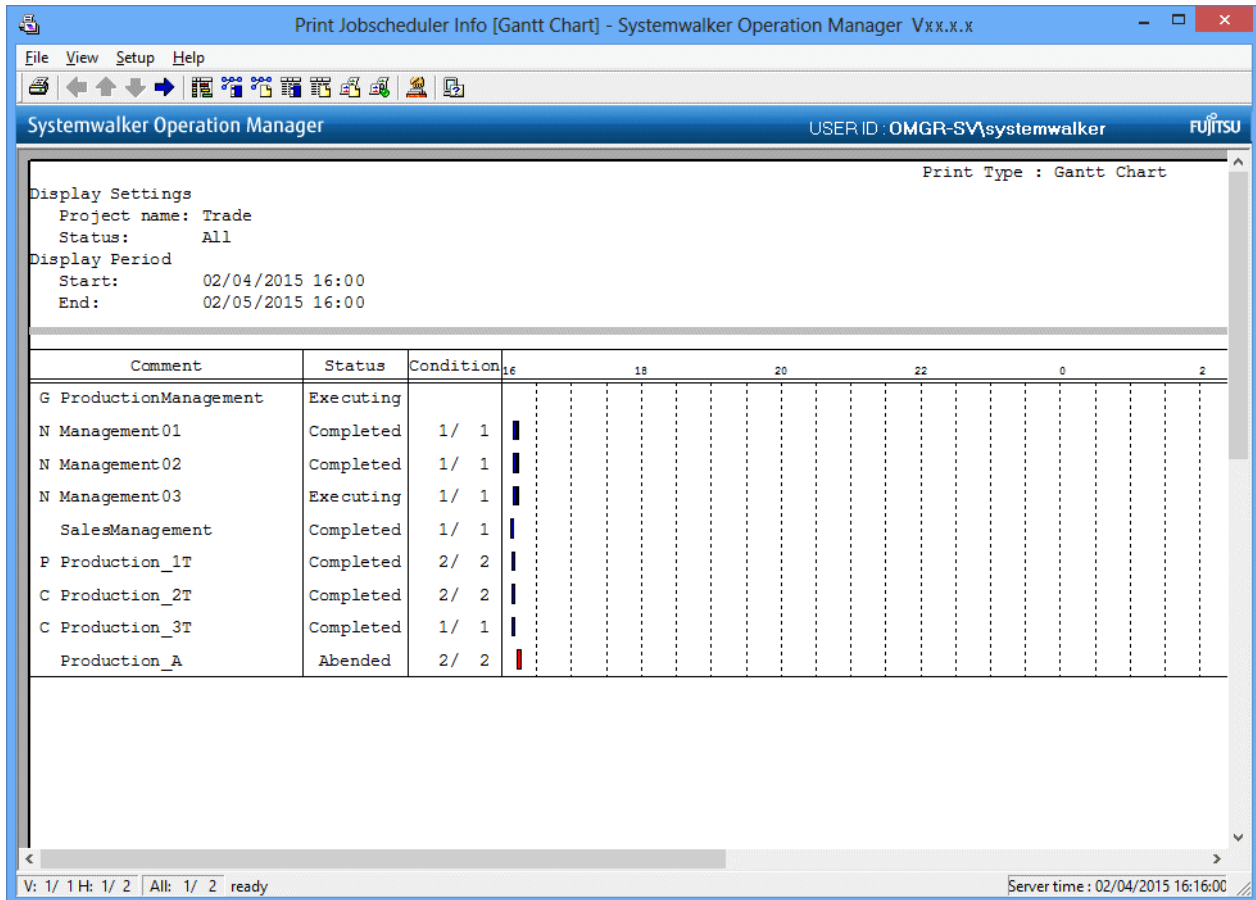 Print Jobscheduler Info [Gantt Chart] - Systemwalker Operation Manager Vxx.x.x
File View Setup Help
Systemwalker Operation Manager USER ID : OMGR-SV\systemwalker FUJITSU
Print Type : Gantt Chart
Display Settings
Project name: Trade
Status: All
Display Period
Start: 02/04/2015 16:00
End: 02/05/2015 16:00
Comment Status Condition 16 18 20 22 0 2
G ProductionManagement Executing
N Management01 Completed 1/ 1
N Management02 Completed 1/ 1
N Management03 Executing 1/ 1
SalesManagement Completed 1/ 1
P Production_1T Completed 2/ 2
C Production_2T Completed 2/ 2
C Production_3T Completed 1/ 1
Production_A Abended 2/ 2
V: 1/ 1 H: 1/ 2 All: 1/ 2 ready Server time : 02/04/2015 16:16:00